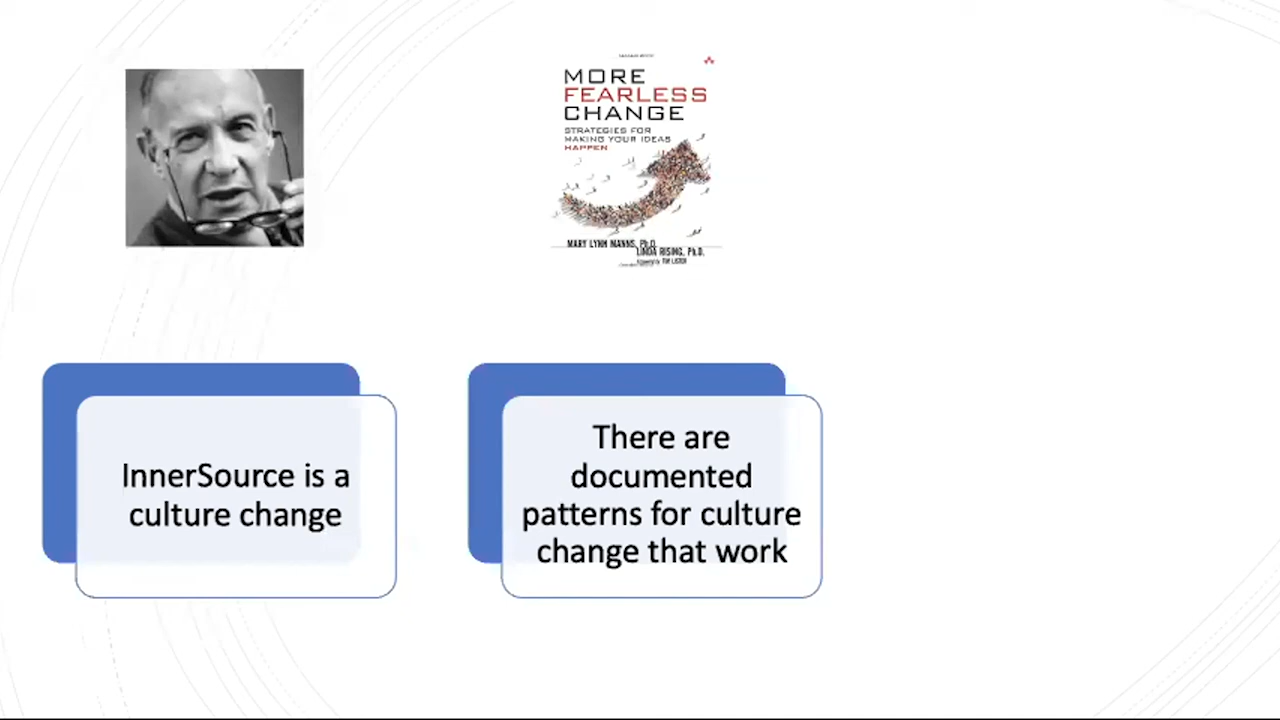 MORE
FEARLESS
CHANGE
STRATEGIES FOR
MAKING YOUR IDEAS
HAPPEN
MARY LYNN MANNS, Ph.D.
LINDA RISING, Ph.D.
InnerSource is a
culture change
There are
documented
patterns for culture
change that work